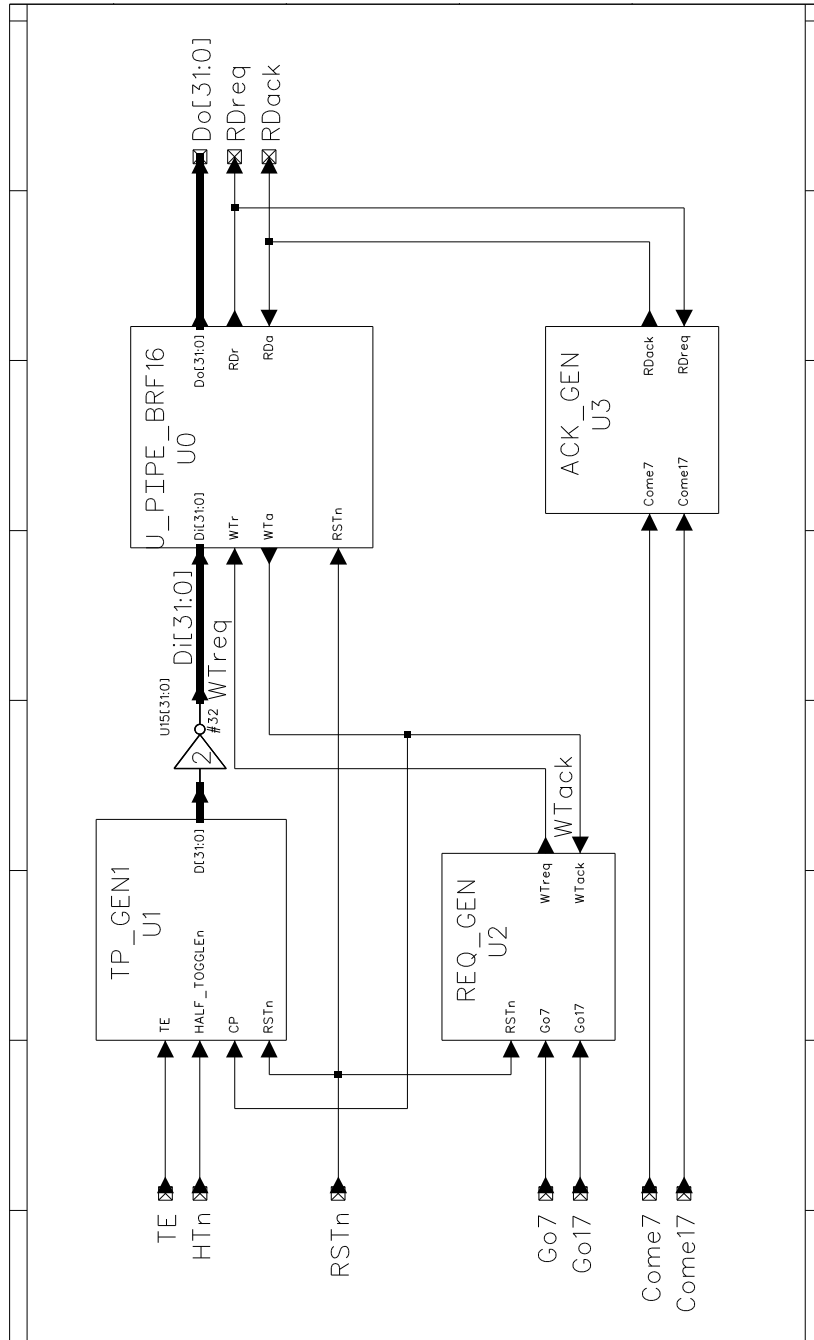 TP_GEN1
U1
TE
HALF_TOGGLEn
CP
RSTn
D[31:0]
U15[31:0]
2
#32
Di[31:0]
WTreq
U_PIPE_BRF16
U0
Di[31:0]
WTr
WTa
RSTn
Do[31:0]
RDr
RDa
Do[31:0]
RDreq
RDack
TE
HTn
RSTn
REQ_GEN
U2
RSTn
Go7
Go17
WTreq
WTack
WTack
Go7
Go17
ACK_GEN
U3
Come7
Come17
RDack
RDreq
Come7
Come17